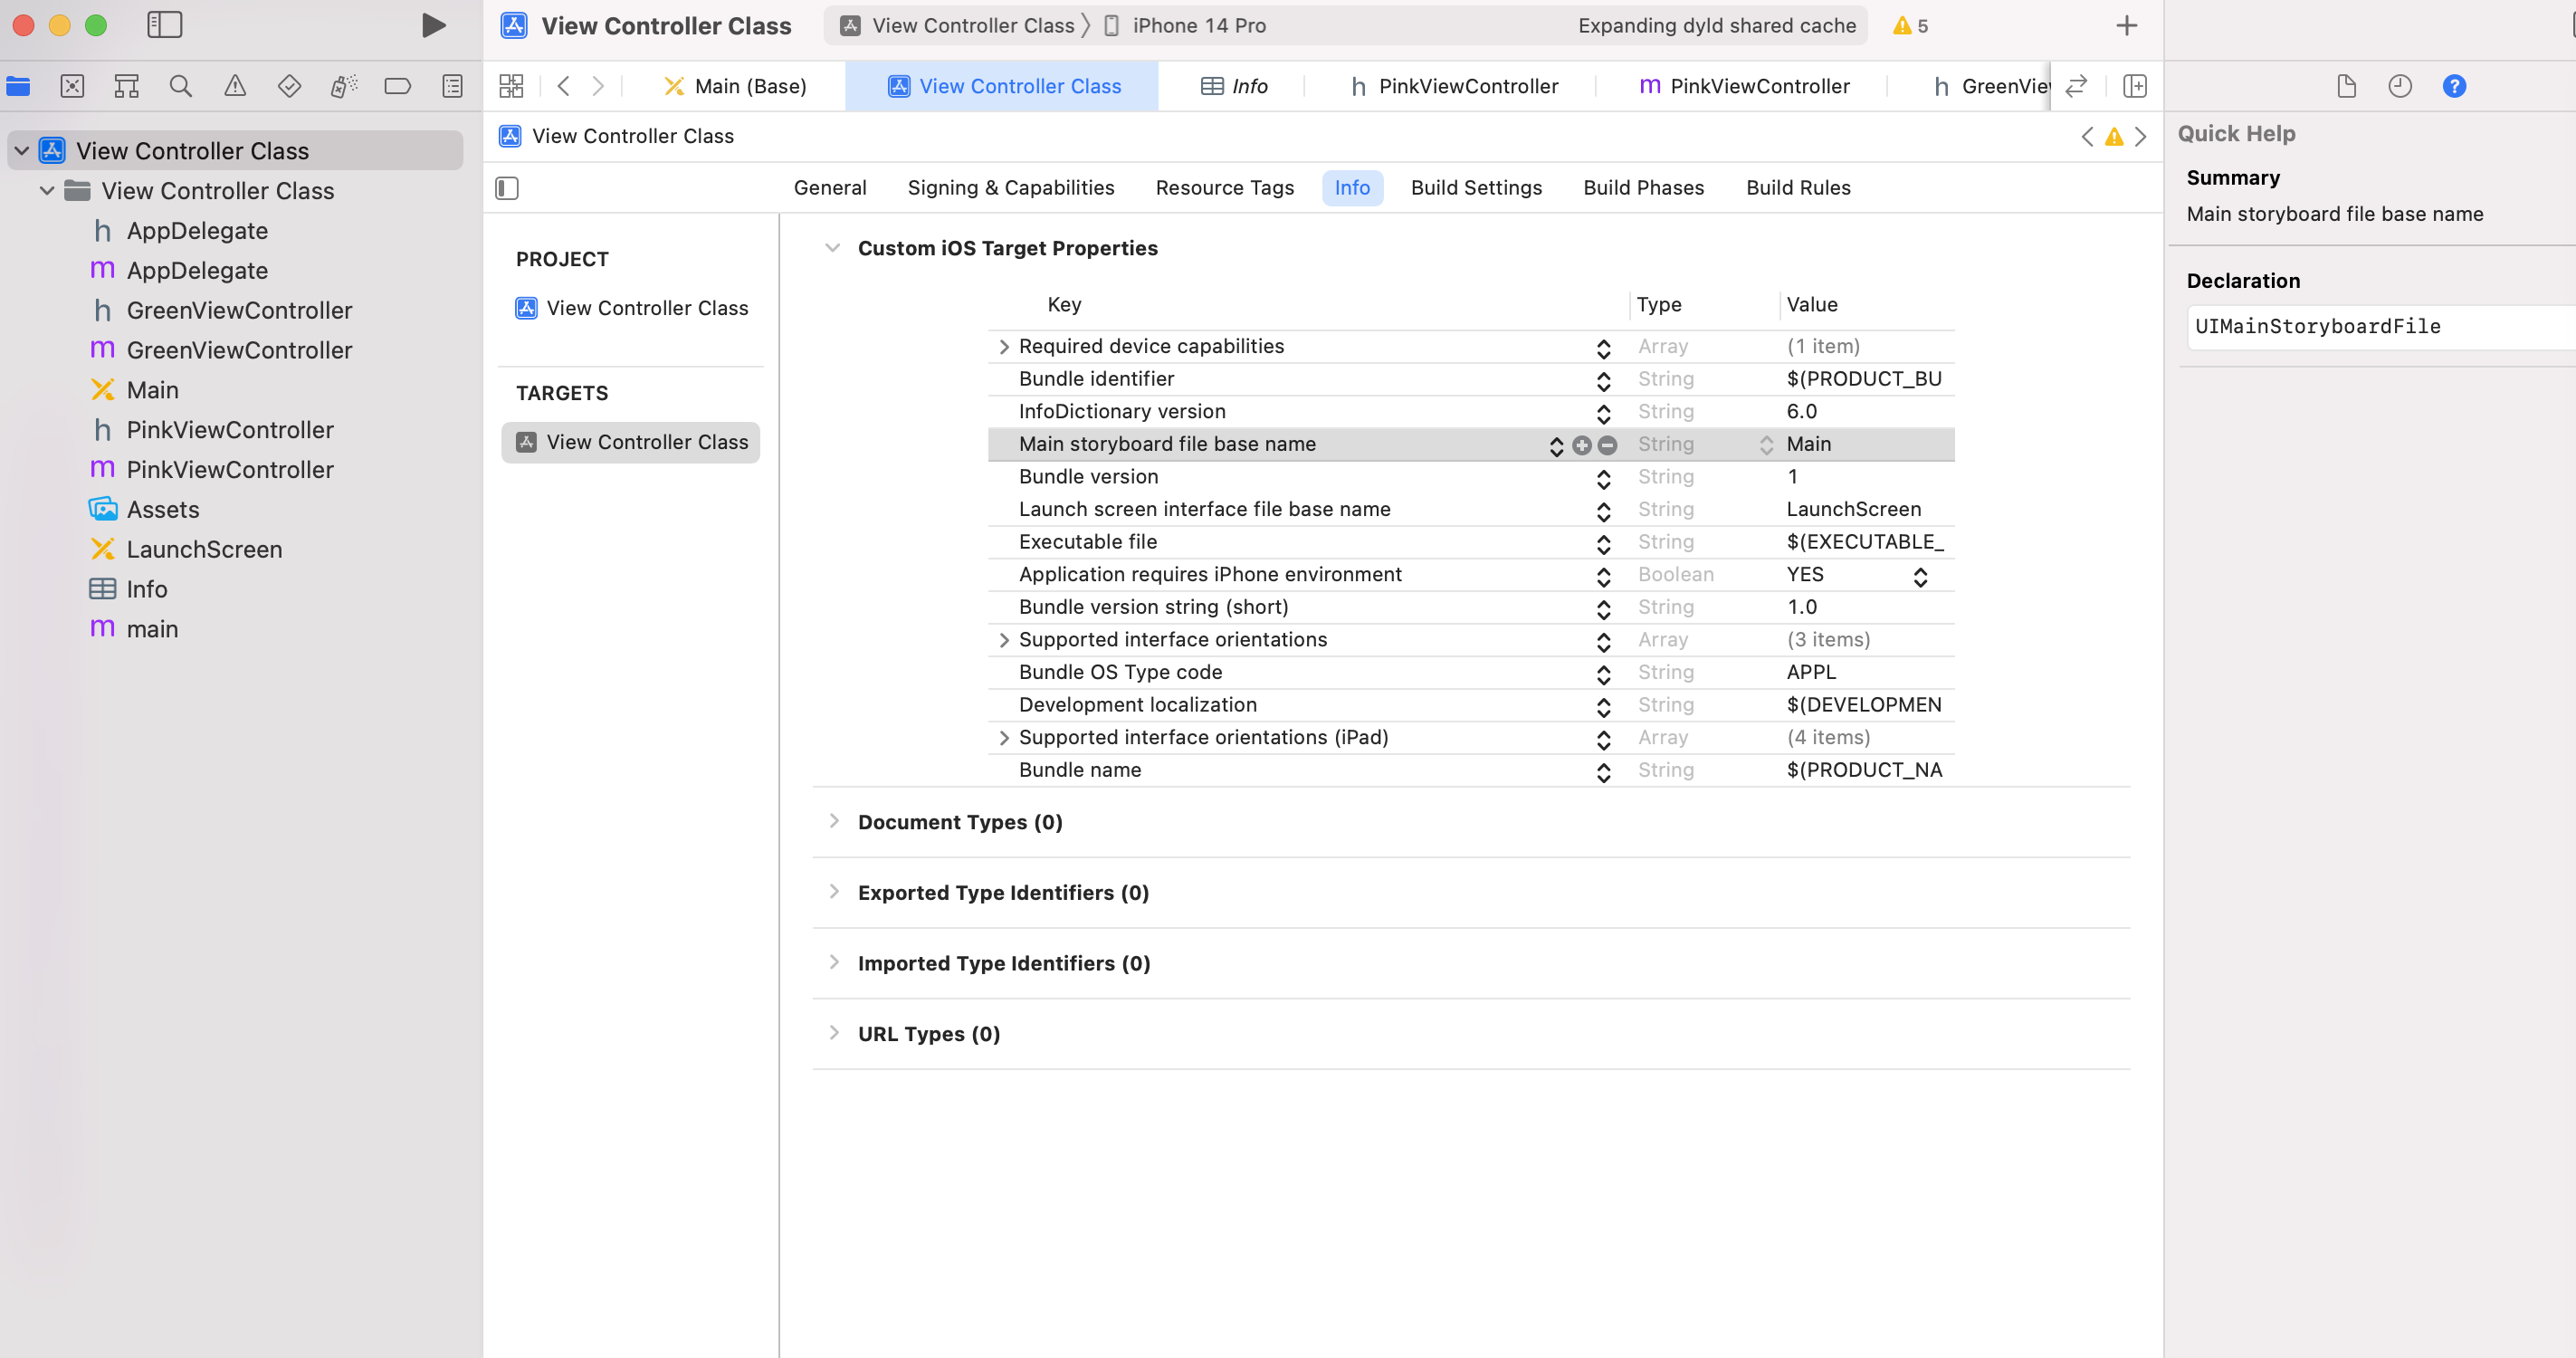 View Controller Class
View Controller Class
iPhone 14 Pro
Expanding dyld shared cache
5
Main (Base)
View Controller Class
Info
PinkViewController
PinkViewController
GreenVie
View Controller Class
View Controller Class
View Controller Class
AppDelegate
AppDelegate
GreenViewController
GreenViewController
Main
PinkViewController
PinkViewController
Assets
LaunchScreen
Info
main
General
Signing & Capabilities
Resource Tags
Info
Build Settings
Build Phases
Build Rules
PROJECT
View Controller Class
TARGETS
View Controller Class
Custom iOS Target Properties
Key Type Value
Required device capabilities Array (1 item)
Bundle identifier String $(PRODUCT_BU
InfoDictionary version String 6.0
Main storyboard file base name String Main
Bundle version String 1
Launch screen interface file base name String LaunchScreen
Executable file String $(EXECUTABLE_
Application requires iPhone environment Boolean YES
Bundle version string (short) String 1.0
Supported interface orientations Array (3 items)
Bundle OS Type code String APPL
Development localization String $(DEVELOPMEN
Supported interface orientations (iPad) Array (4 items)
Bundle name String $(PRODUCT_NA
Document Types (0)
Exported Type Identifiers (0)
Imported Type Identifiers (0)
URL Types (0)
Quick Help
Summary
Main storyboard file base name
Declaration
UIMainStoryboardFile